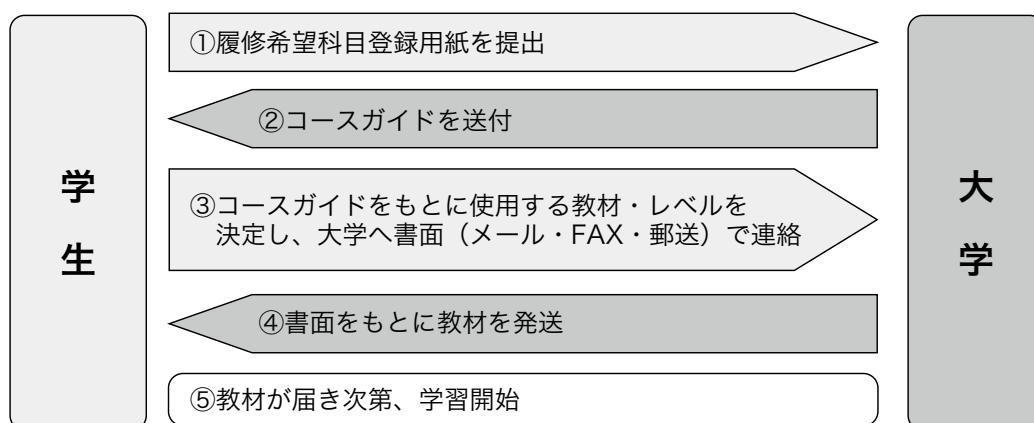 学生
①履修希望科目登録用紙を提出
②コースガイドを送付
③コースガイドをもとに使用する教材・レベルを
決定し、大学へ書面（メール・FAX・郵送）で連絡
④書面をもとに教材を発送
⑤教材が届き次第、学習開始
大学